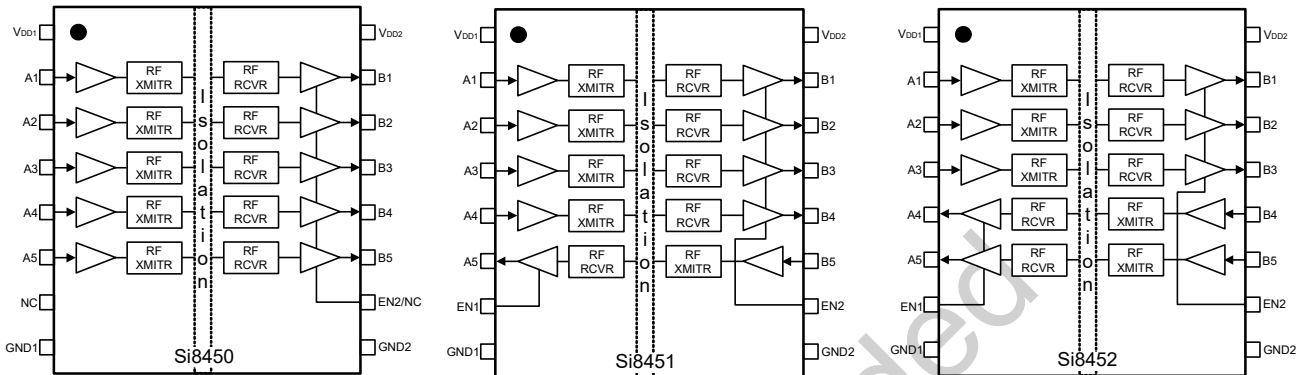 VDD1
VDD2
A1
RF XMITR
RF RCVR
B1
A2
RF XMITR
RF RCVR
B2
A3
RF XMITR
RF RCVR
B3
A4
RF XMITR
RF RCVR
B4
A5
RF XMITR
RF RCVR
B5
Isolation
NC
EN2/NC
GND1
GND2
Si8450
VDD1
VDD2
A1
RF XMITR
RF RCVR
B1
A2
RF XMITR
RF RCVR
B2
A3
RF XMITR
RF RCVR
B3
A4
RF XMITR
RF RCVR
B4
A5
RF RCVR
RF XMITR
B5
Isolation
EN1
EN2
GND1
GND2
Si8451
VDD1
VDD2
A1
RF XMITR
RF RCVR
B1
A2
RF XMITR
RF RCVR
B2
A3
RF XMITR
RF RCVR
B3
A4
RF RCVR
RF XMITR
B4
A5
RF RCVR
RF XMITR
B5
Isolation
EN1
EN2
GND1
GND2
Si8452